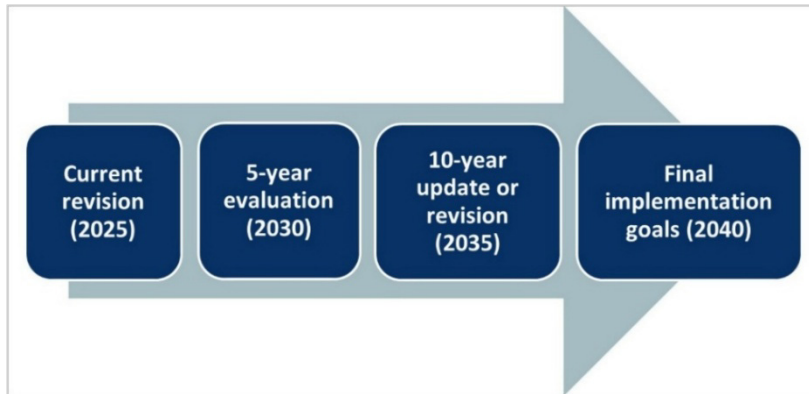 Current
revision
(2025)
5-year
evaluation
(2030)
10-year
update or
revision
(2035)
Final
implementation
goals (2040)